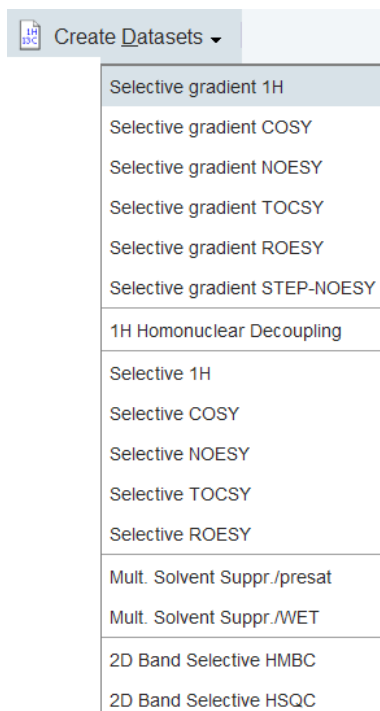 1H
13C
Create Datasets
Selective gradient 1H
Selective gradient COSY
Selective gradient NOESY
Selective gradient TOCSY
Selective gradient ROESY
Selective gradient STEP-NOESY
1H Homonuclear Decoupling
Selective 1H
Selective COSY
Selective NOESY
Selective TOCSY
Selective ROESY
Mult. Solvent Suppr./presat
Mult. Solvent Suppr./WET
2D Band Selective HMBC
2D Band Selective HSQC